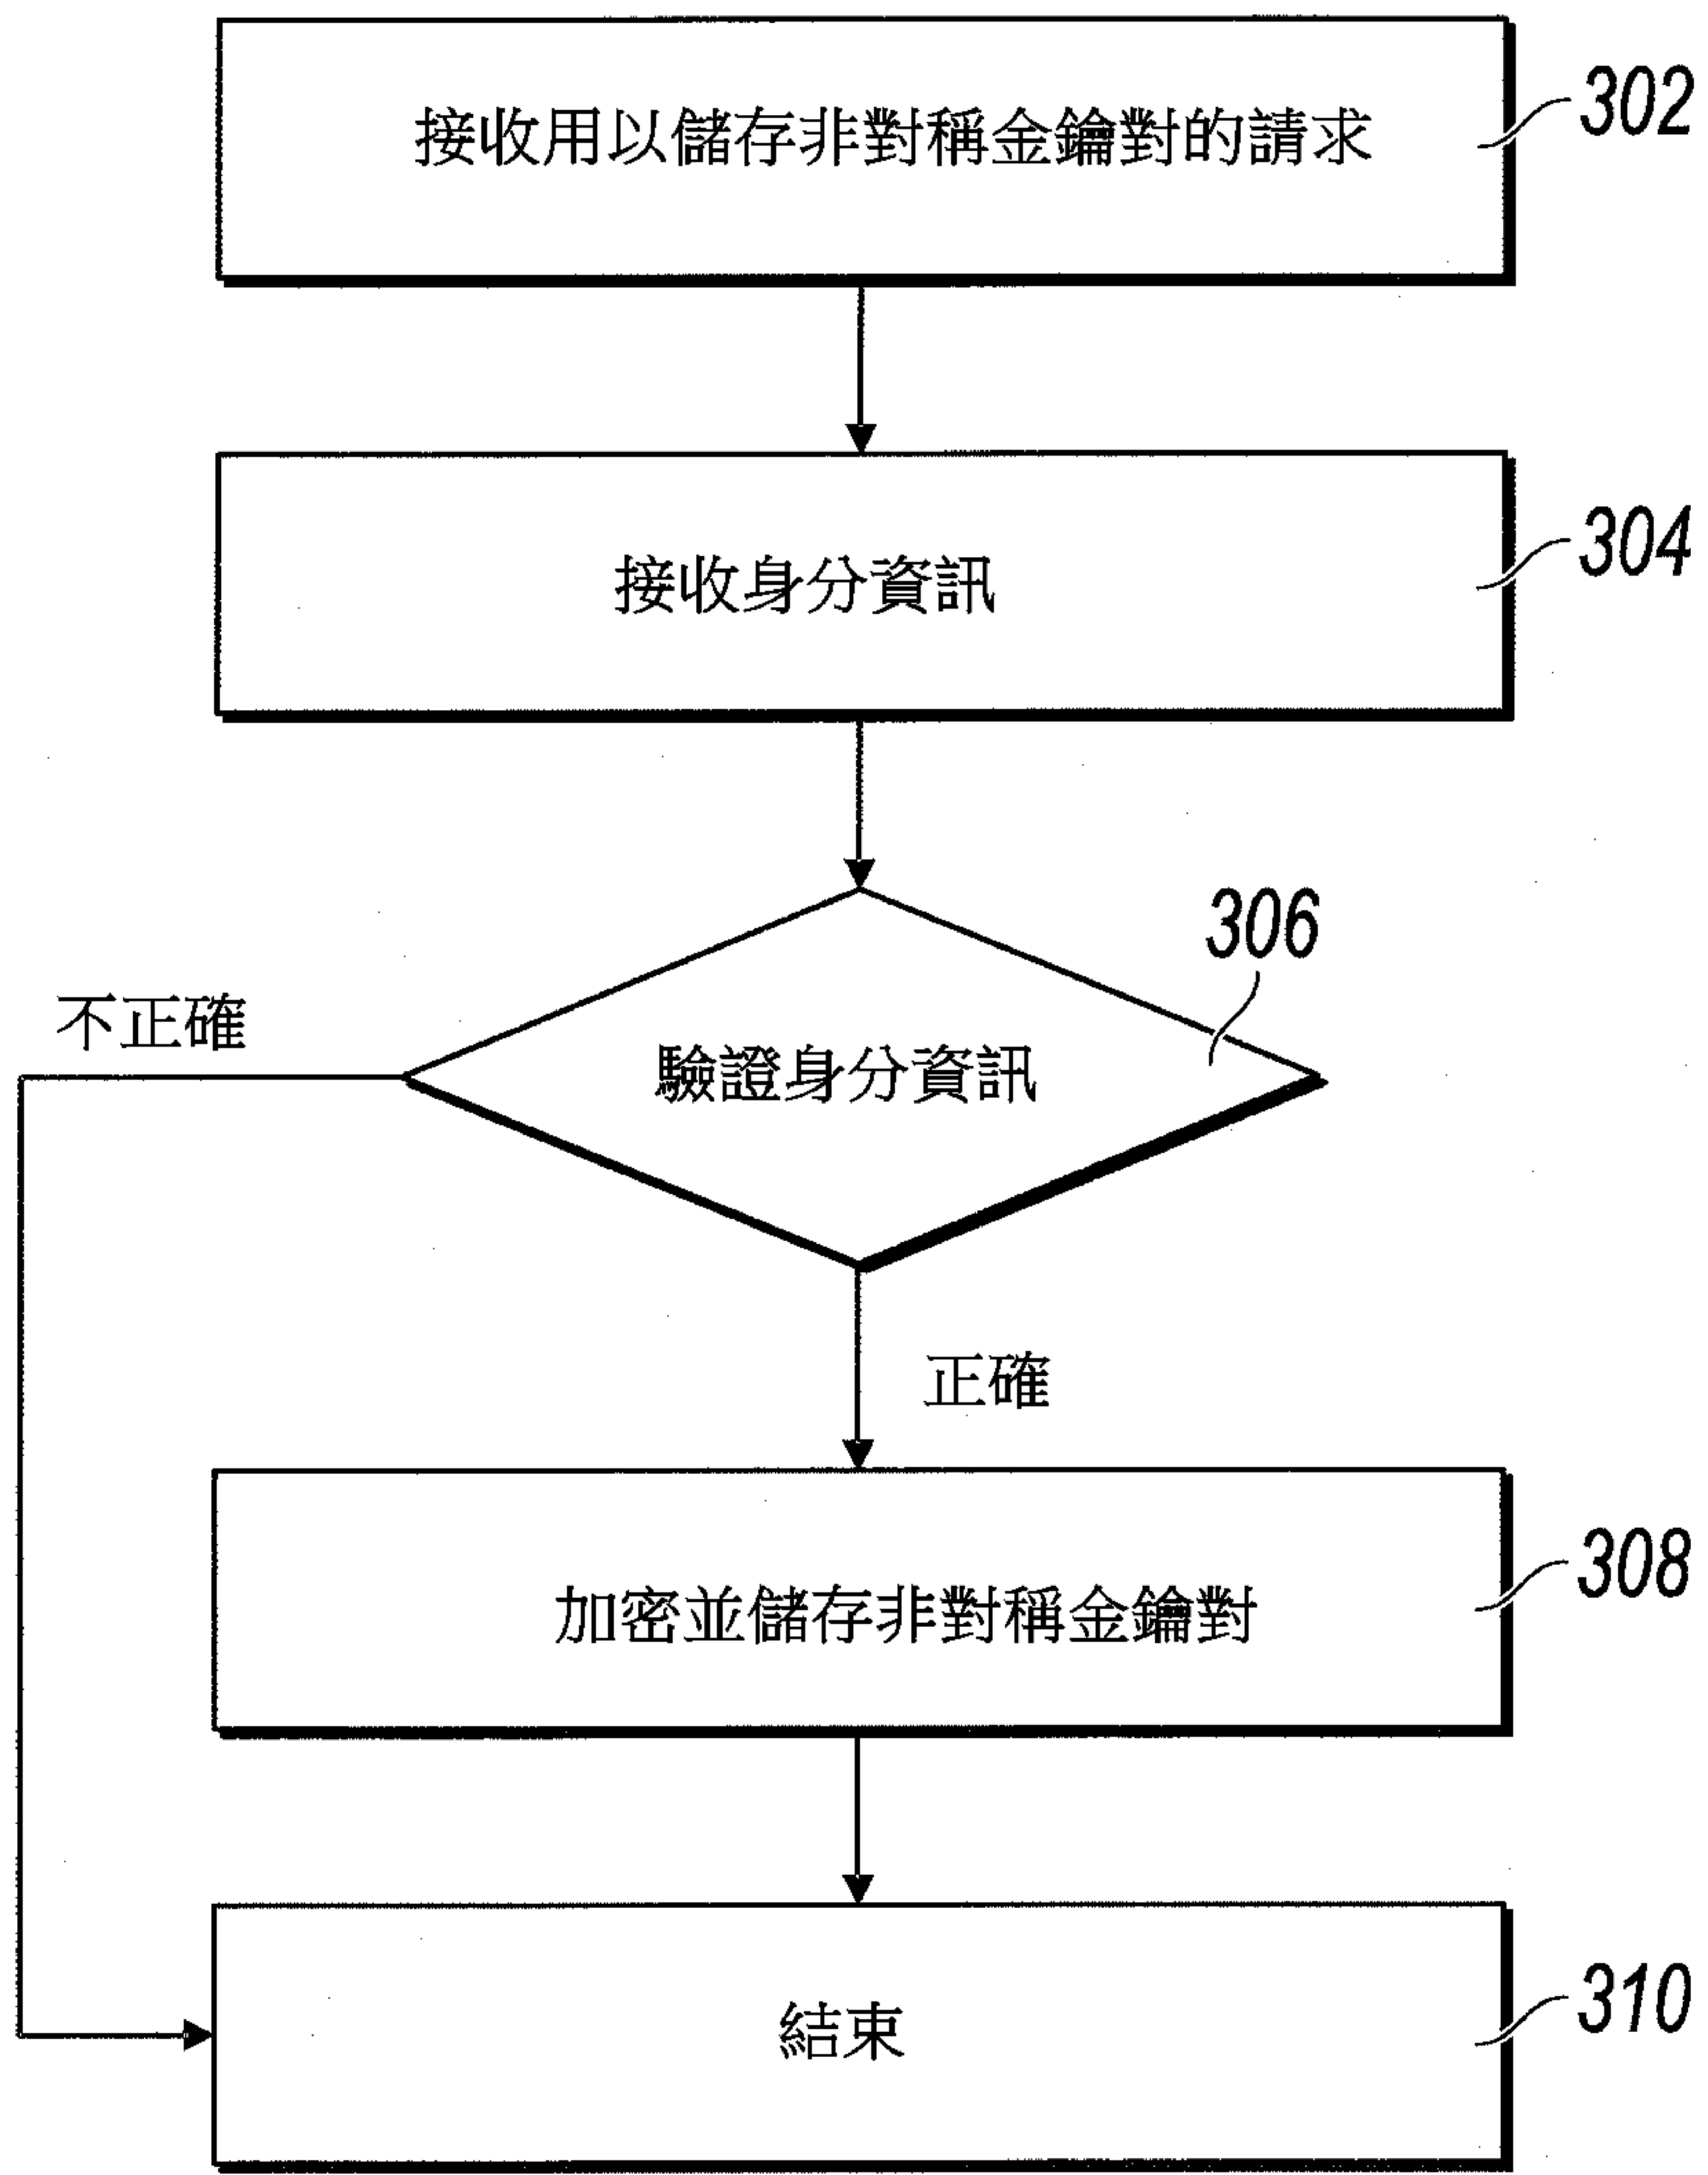 接收用以儲存非對稱金鑰對的請求
302
接收身分資訊
304
306
不正確
驗證身分資訊
正確
加密並儲存非對稱金鑰對
308
結束
310